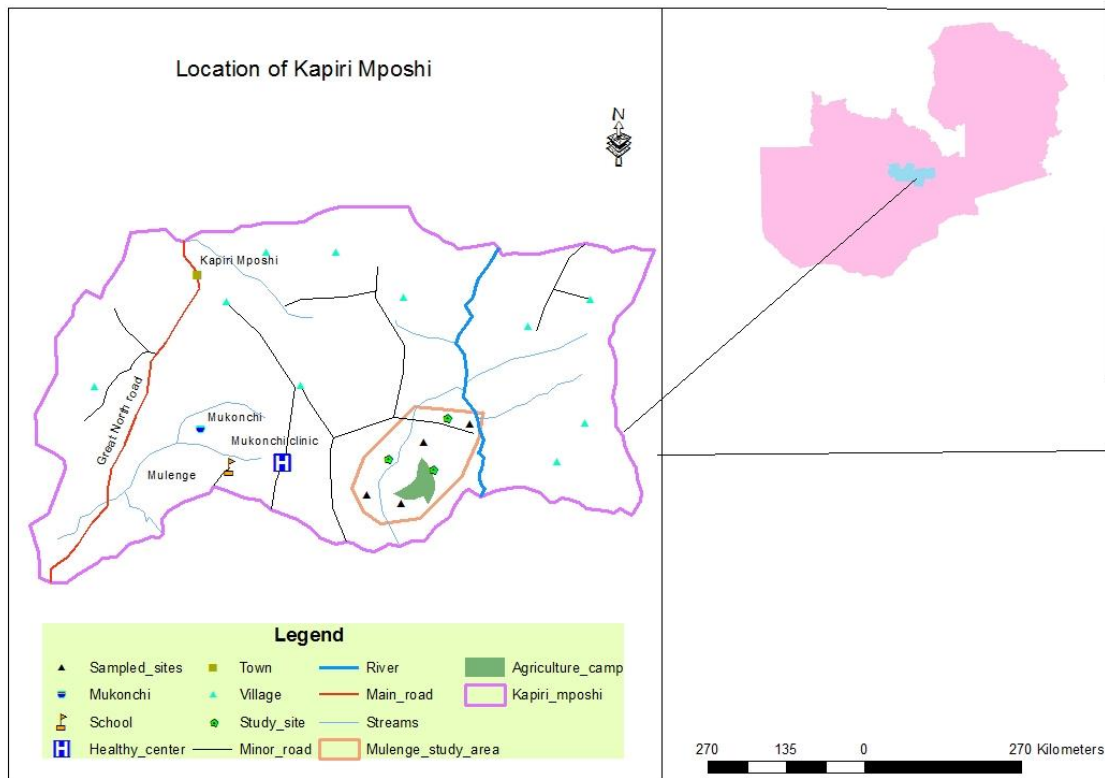 Location of Kapiri Mposhi
N
Kapiri Mposhi
Great North road
Mukonchi
Mukonchi clinic
H
Mulenge
Legend
Sampled_sites
Town
River
Agriculture_camp
Mukonchi
Village
Main_road
Kapiri_mposhi
School
Study_site
Streams
H
Healthy_center
Minor_road
Mulenge_study_area
270 135 0 270 Kilometers